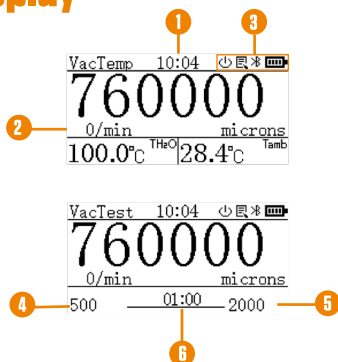 1
3
VacTemp 10:04
760000
2
0/min microns
100.0°C TH2O 28.4°C Tamb
VacTest 10:04
760000
0/min microns
4
500 01:00 2000
5
6